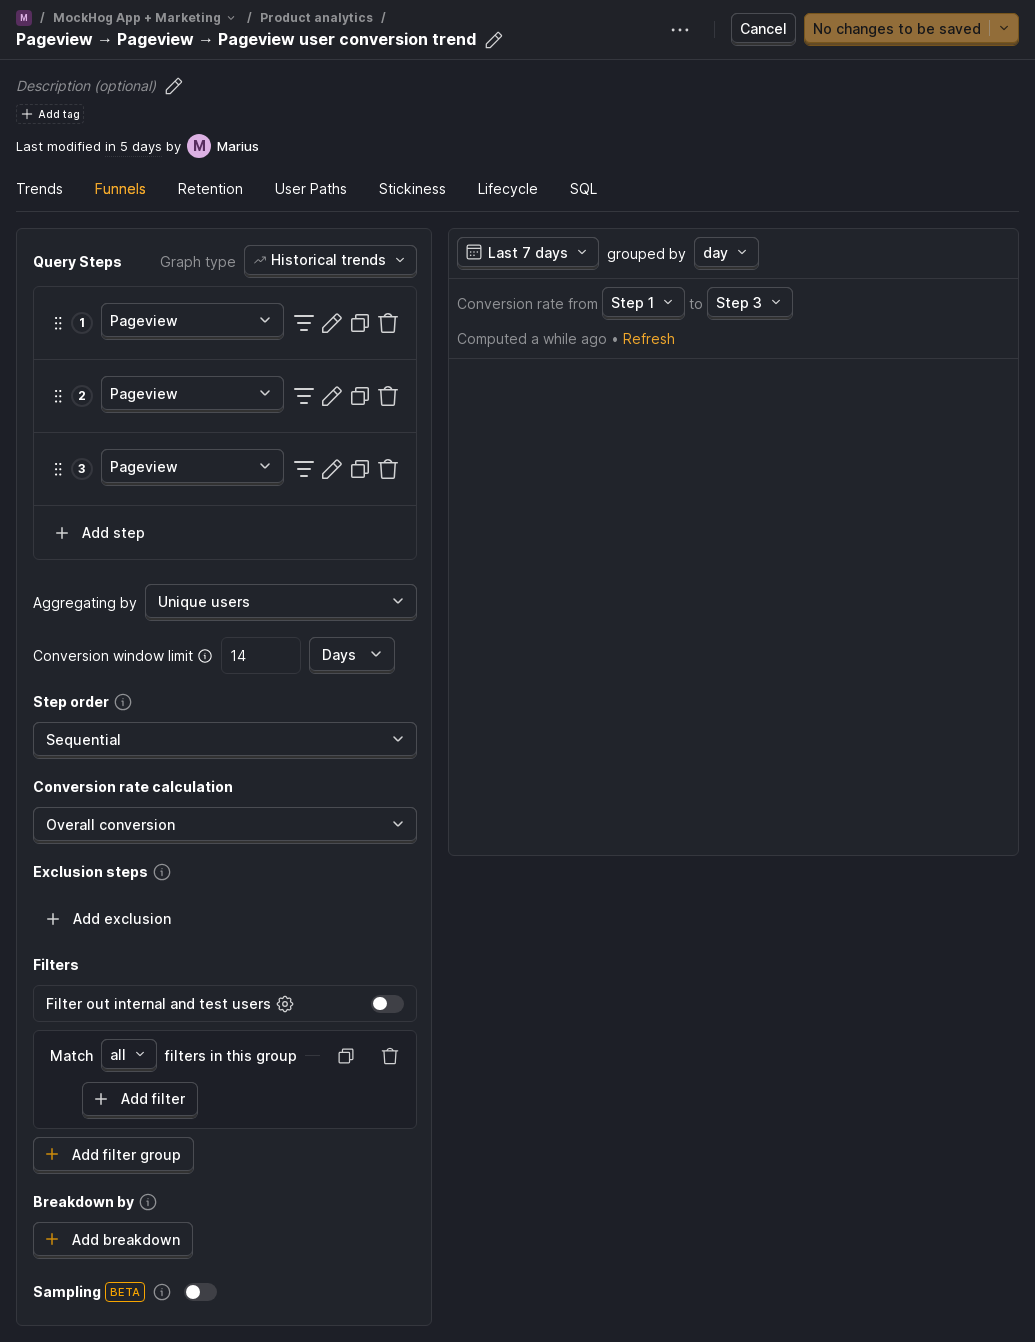 M / MockHog App + Marketing / Product analytics /
Pageview → Pageview → Pageview user conversion trend
Cancel
No changes to be saved
Description (optional)
Add tag
Last modified in 5 days by M Marius
Trends Funnels Retention User Paths Stickiness Lifecycle SQL
Query Steps Graph type Historical trends
1 Pageview
2 Pageview
3 Pageview
Add step
Aggregating by Unique users
Conversion window limit 14 Days
Step order
Sequential
Conversion rate calculation
Overall conversion
Exclusion steps
Add exclusion
Filters
Filter out internal and test users
Match all filters in this group
Add filter
Add filter group
Breakdown by
Add breakdown
Sampling BETA
Last 7 days grouped by day
Conversion rate from Step 1 to Step 3
Computed a while ago • Refresh